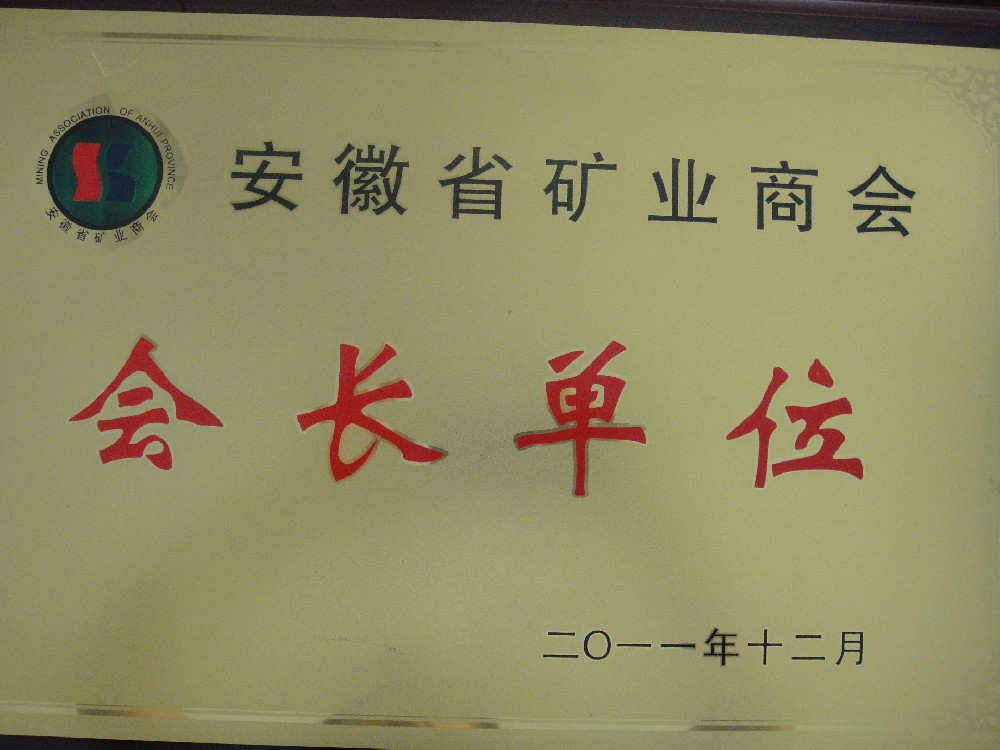 MINING ASSOCIATION OF ANHUI PROVINCE
安徽省矿业商会
安徽省矿业商会
会长单位
二〇一一年十二月